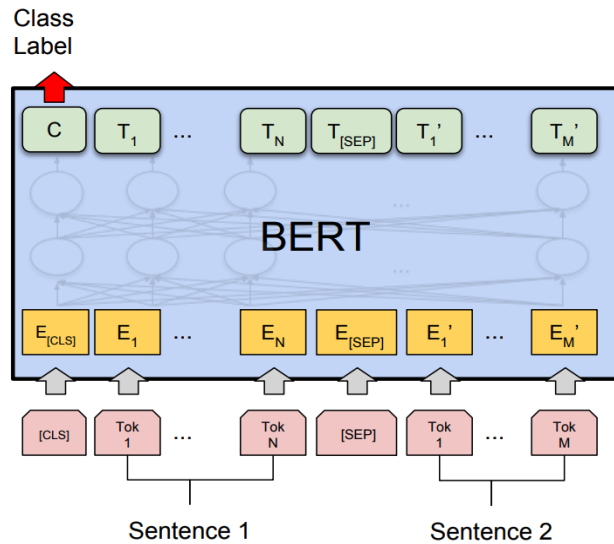 Class
Label
C T1 ... TN T[SEP] T1' ... TM'
...
BERT
...
E[CLS] E1 ... EN E[SEP] E1' ... EM'
[CLS] Tok 1 ... Tok N [SEP] Tok 1 ... Tok M
Sentence 1 Sentence 2